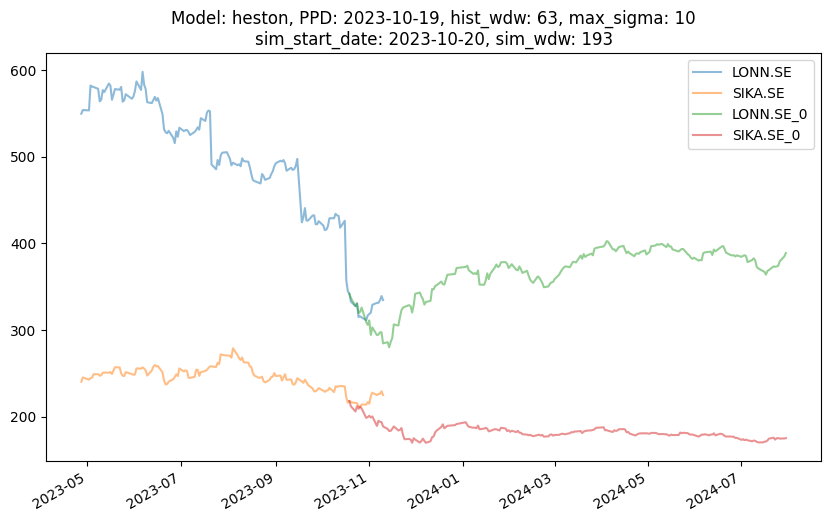 Model: heston, PPD: 2023-10-19, hist_wdw: 63, max_sigma: 10
sim_start_date: 2023-10-20, sim_wdw: 193
LONN.SE
SIKA.SE
LONN.SE_0
SIKA.SE_0
600
500
400
300
200
2023-05
2023-07
2023-09
2023-11
2024-01
2024-03
2024-05
2024-07